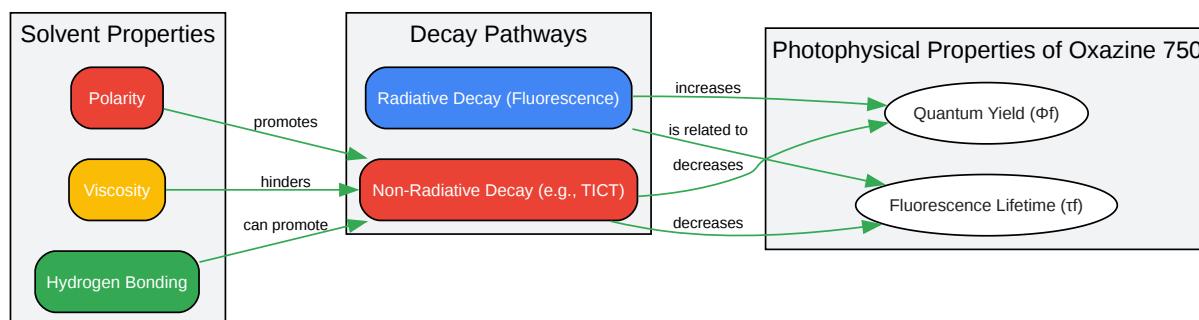 Solvent Properties
Polarity
Viscosity
Hydrogen Bonding
promotes
hinders
can promote
Decay Pathways
Radiative Decay (Fluorescence)
Non-Radiative Decay (e.g., TICT)
increases
is related to
decreases
decreases
Photophysical Properties of Oxazine 750
Quantum Yield (Φf)
Fluorescence Lifetime (τf)